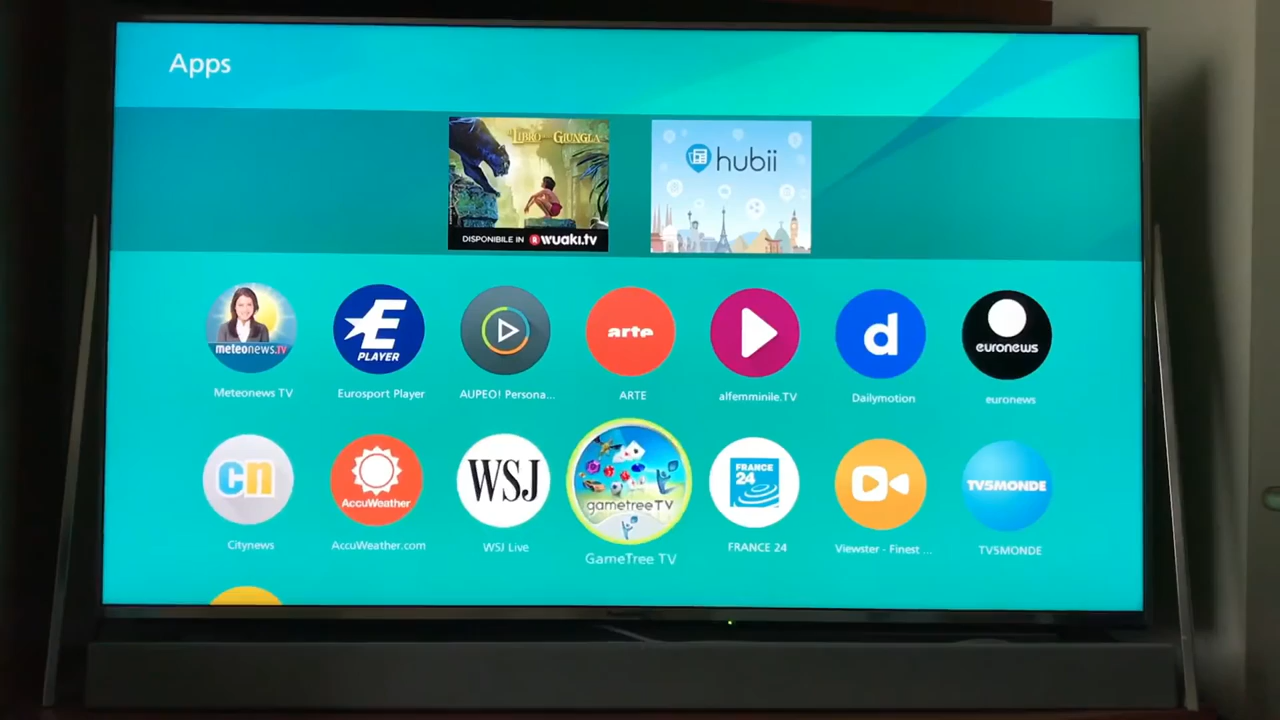 Apps
IL LIBRO DELLA GIUNGLA
DISPONIBILE IN wuaki.tv
hubii
meteonews.TV
E
PLAYER
arte
d
euronews
Meteonews TV
Eurosport Player
AUPEO! Persona...
ARTE
alfemminile.TV
Dailymotion
euronews
cn
AccuWeather
WSJ
gametree TV
FRANCE
24
TV5MONDE
Citynews
AccuWeather.com
WSJ Live
GameTree TV
FRANCE 24
Viewster - Finest ...
TV5MONDE